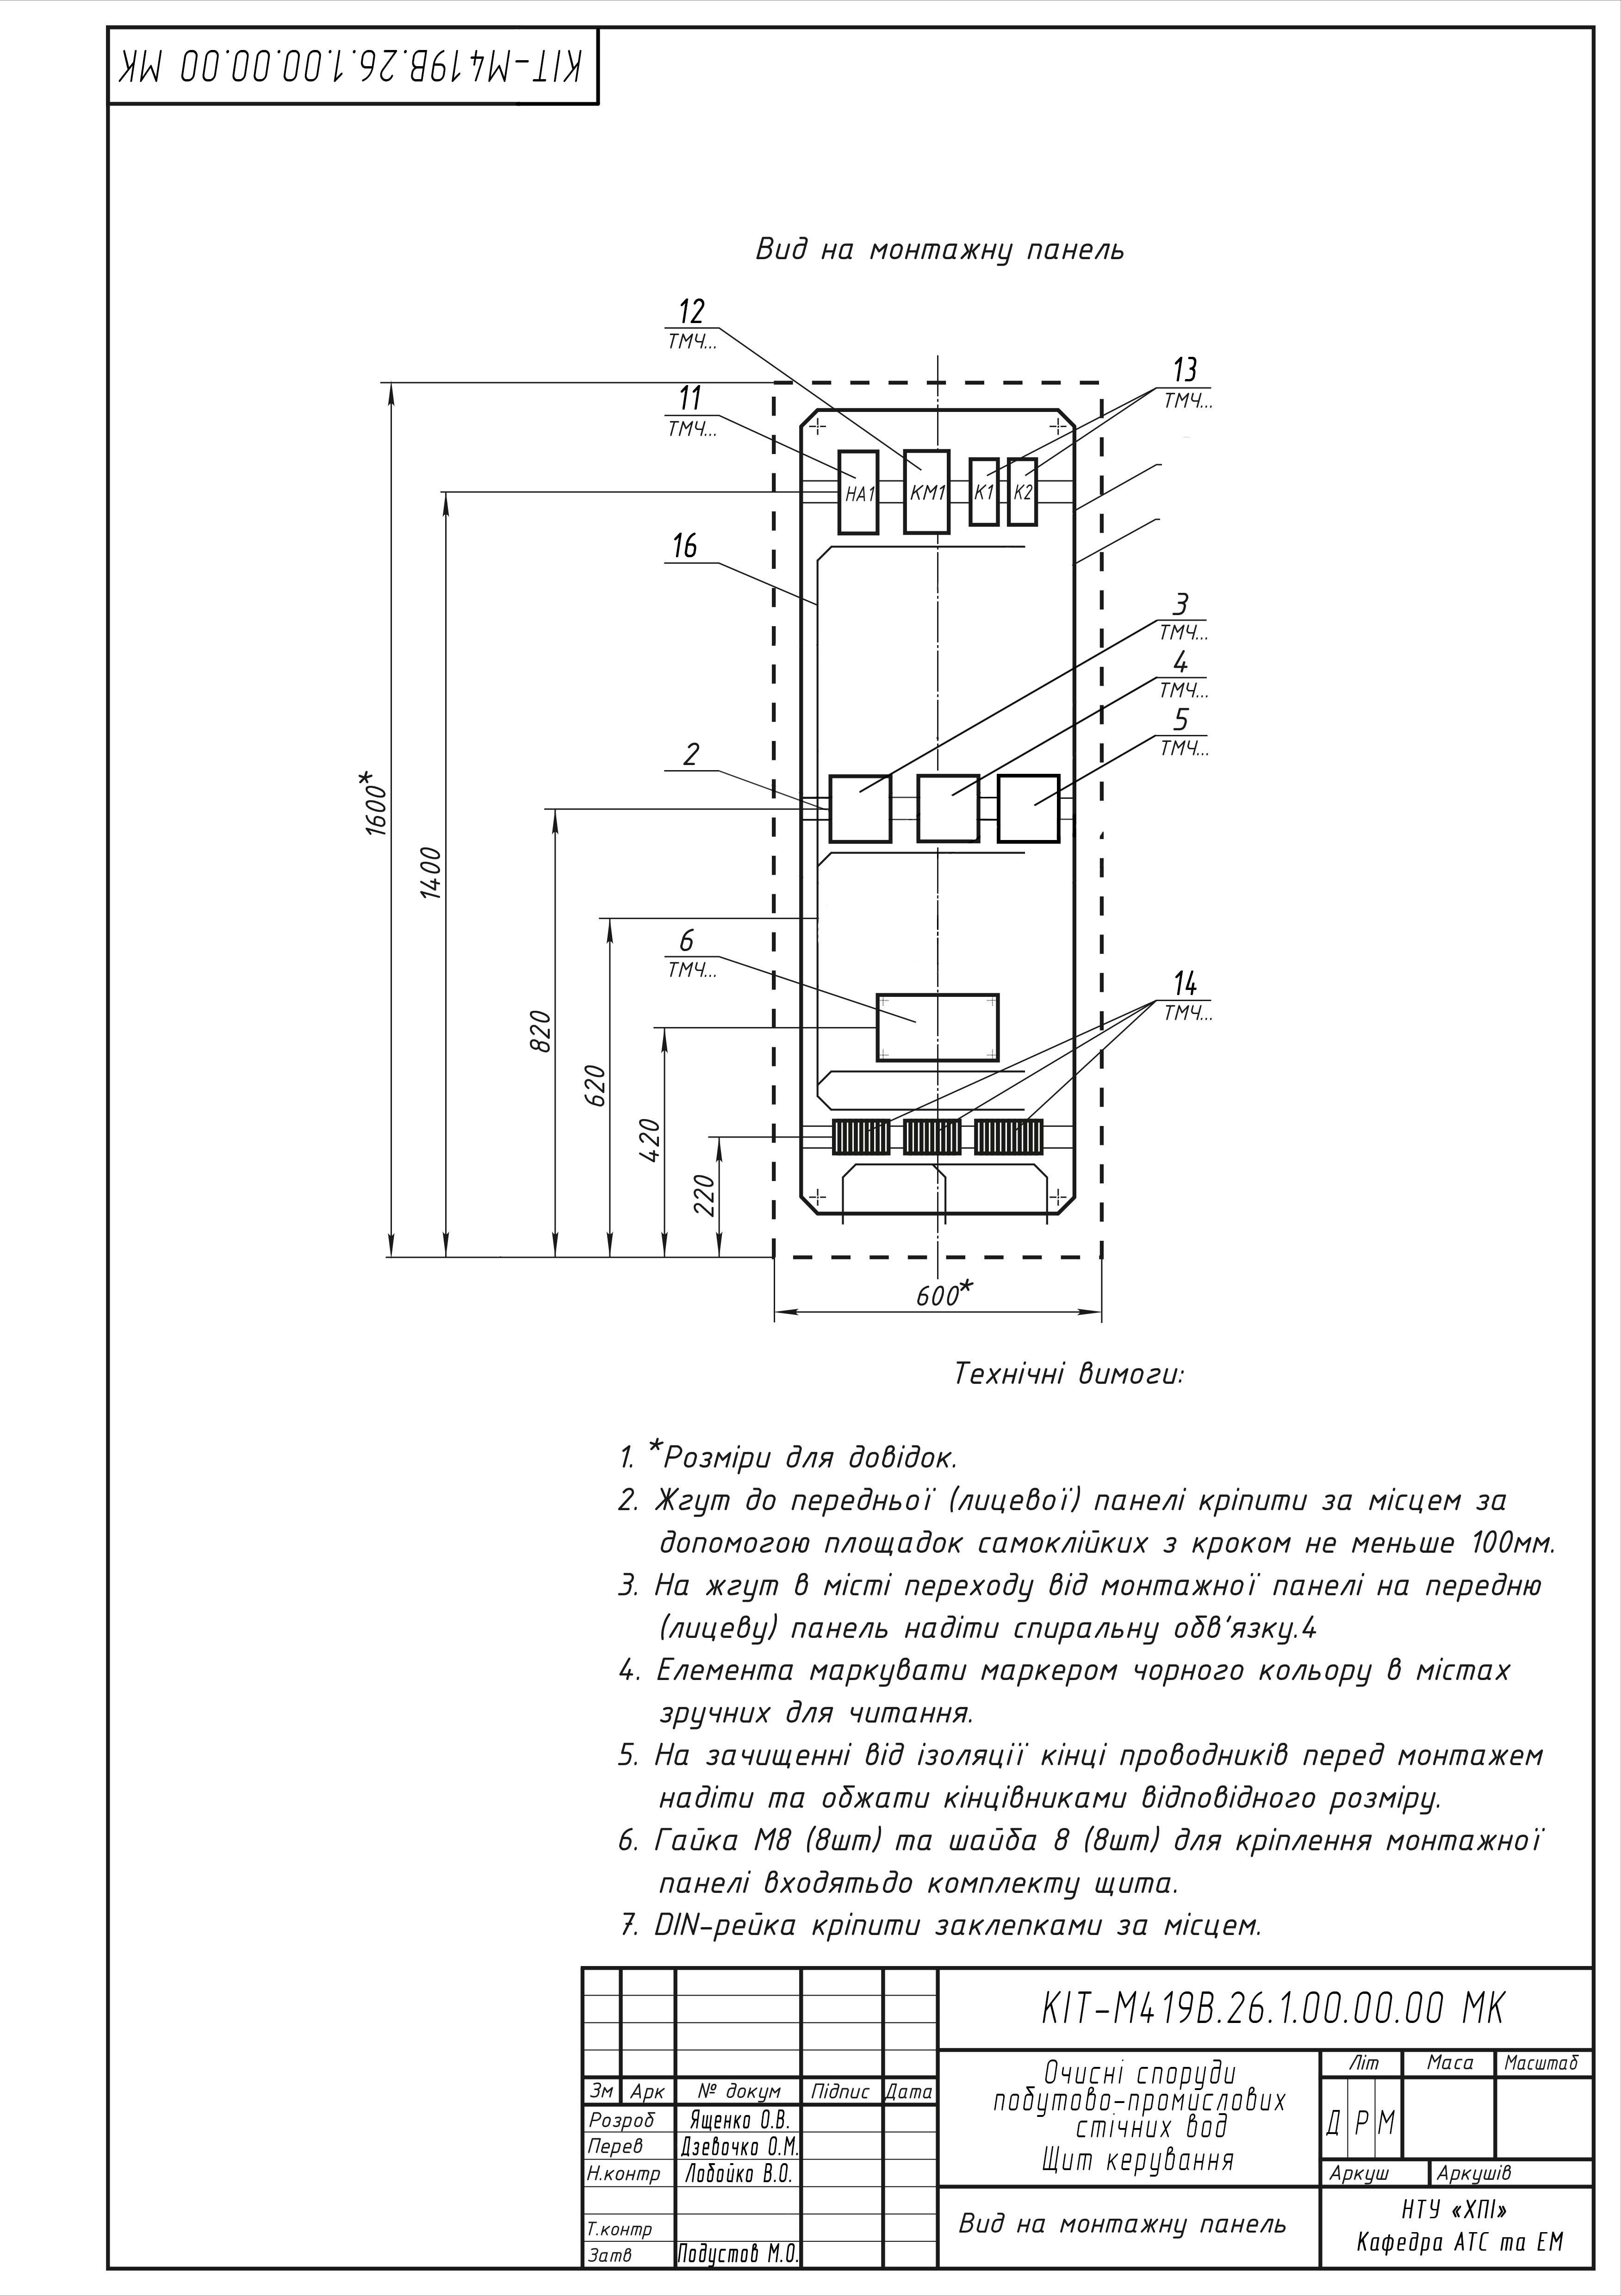 КІТ-М419В.26.1.00.00.00 МК
Вид на монтажну панель
12
ТМЧ...
13
ТМЧ...
11
ТМЧ...
НА1
КМ1
К1
К2
16
3
ТМЧ...
4
ТМЧ...
5
ТМЧ...
2
1600*
1400
6
ТМЧ...
14
ТМЧ...
820
620
420
220
600*
Технічні вимоги:
1. *Розміри для довідок.
2. Жгут до передньої (лицевої) панелі кріпити за місцем за
допомогою площадок самоклійких з кроком не меньше 100мм.
3. На жгут в місті переходу від монтажної панелі на передню
(лицеву) панель надіти спиральну обв'язку.4
4. Елемента маркувати маркером чорного кольору в містах
зручних для читання.
5. На зачищенні від ізоляції кінці проводників перед монтажем
надіти та обжати кінцівниками відповідного розміру.
6. Гайка М8 (8шт) та шайба 8 (8шт) для кріплення монтажної
панелі входятьдо комплекту щита.
7. DIN-рейка кріпити заклепками за місцем.
КІТ-М419В.26.1.00.00.00 МК
Очисні споруди
побутово-промислових
стічних вод
Щит керування
Літ Маса Масштаб
Д Р М
Аркуш Аркушів
Зм Арк № докум Підпис Дата
Розроб Ященко О.В.
Перев Дзевочко О.М.
Н.контр Лобойко В.О.
Т.контр
Затв Подустов М.О.
Вид на монтажну панель
НТУ «ХПІ»
Кафедра АТС та ЕМ